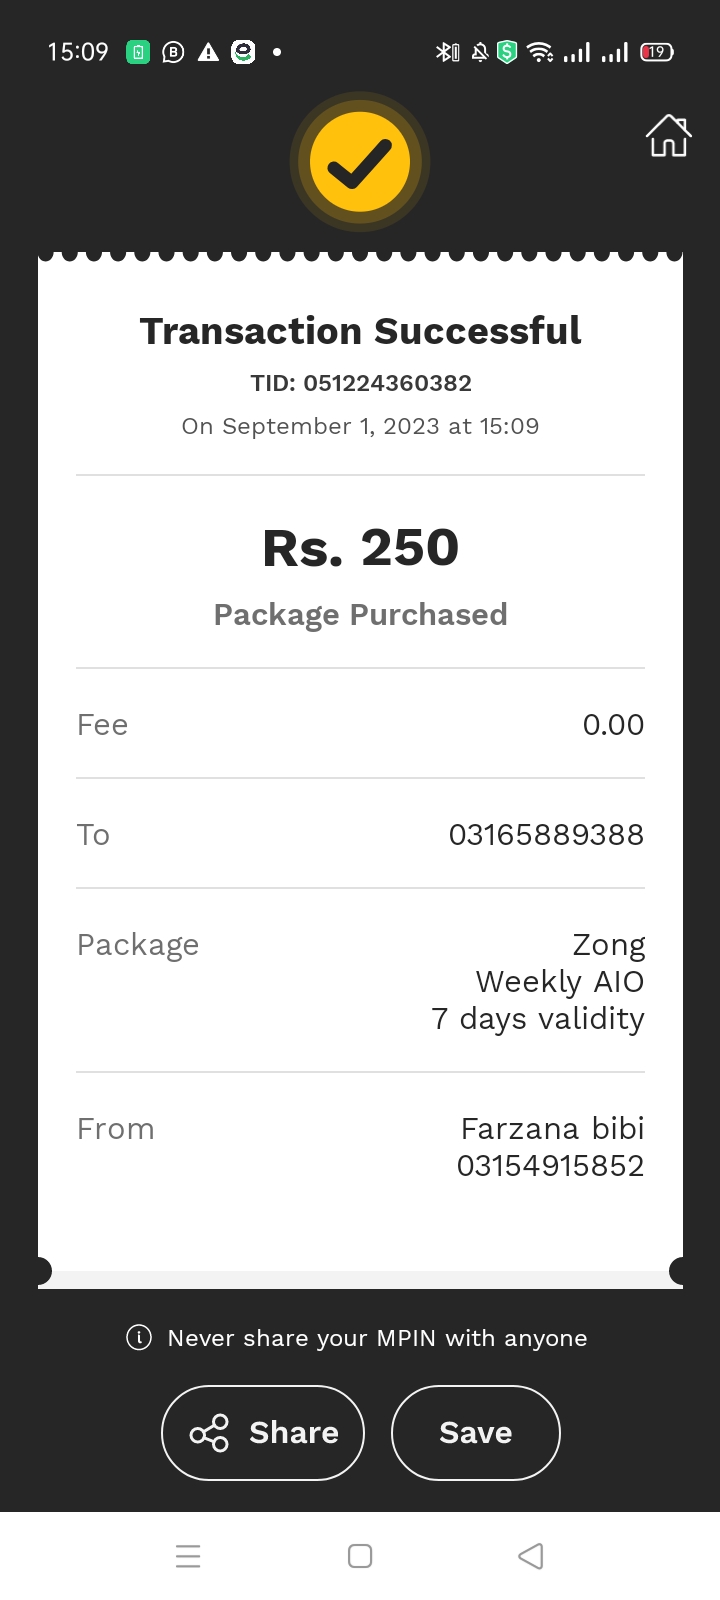 15:09
19
Transaction Successful
TID: 051224360382
On September 1, 2023 at 15:09
Rs. 250
Package Purchased
Fee 0.00
To 03165889388
Package Zong
Weekly AIO
7 days validity
From Farzana bibi
03154915852
Never share your MPIN with anyone
Share Save